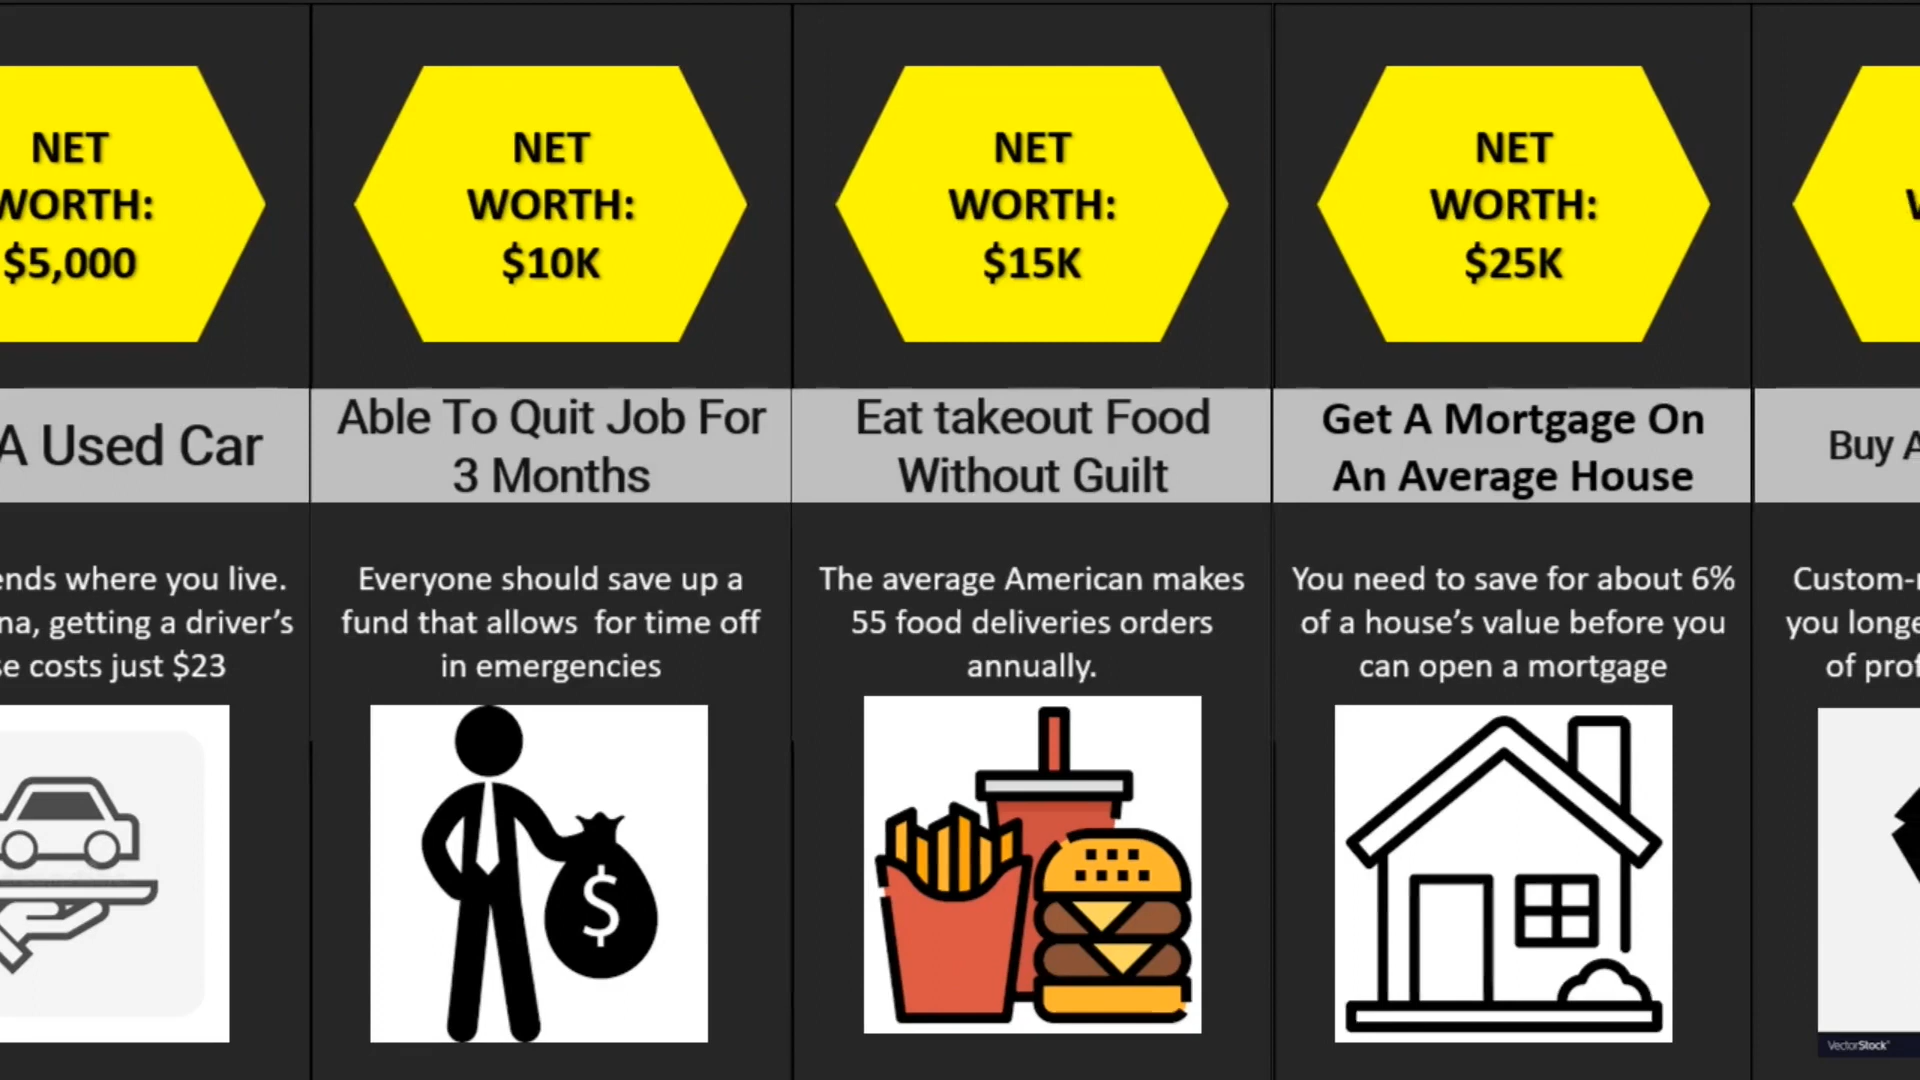 NET
WORTH:
$5,000
A Used Car
ends where you live.
na, getting a driver's
se costs just $23
NET
WORTH:
$10K
Able To Quit Job For
3 Months
Everyone should save up a
fund that allows for time off
in emergencies
$
NET
WORTH:
$15K
Eat takeout Food
Without Guilt
The average American makes
55 food deliveries orders
annually.
NET
WORTH:
$25K
Get A Mortgage On
An Average House
You need to save for about 6%
of a house's value before you
can open a mortgage
Buy A
Custom-
you longe
of prof
VectorStock